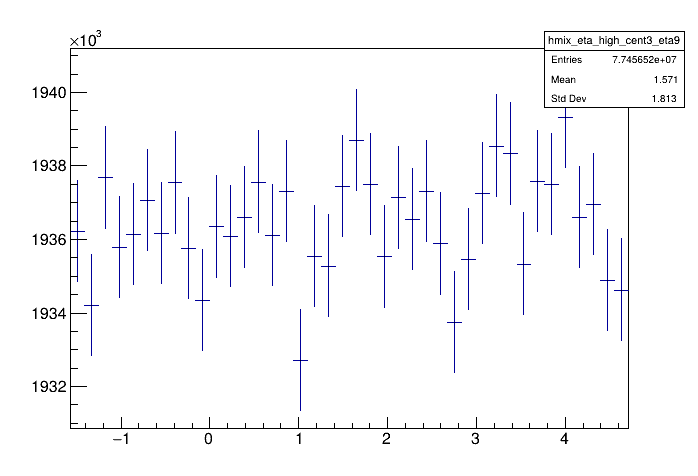 ×10³
hmix_eta_high_cent3_eta9
Entries 7.745652e+07
Mean 1.571
Std Dev 1.813
1940
1938
1936
1934
1932
−1 0 1 2 3 4